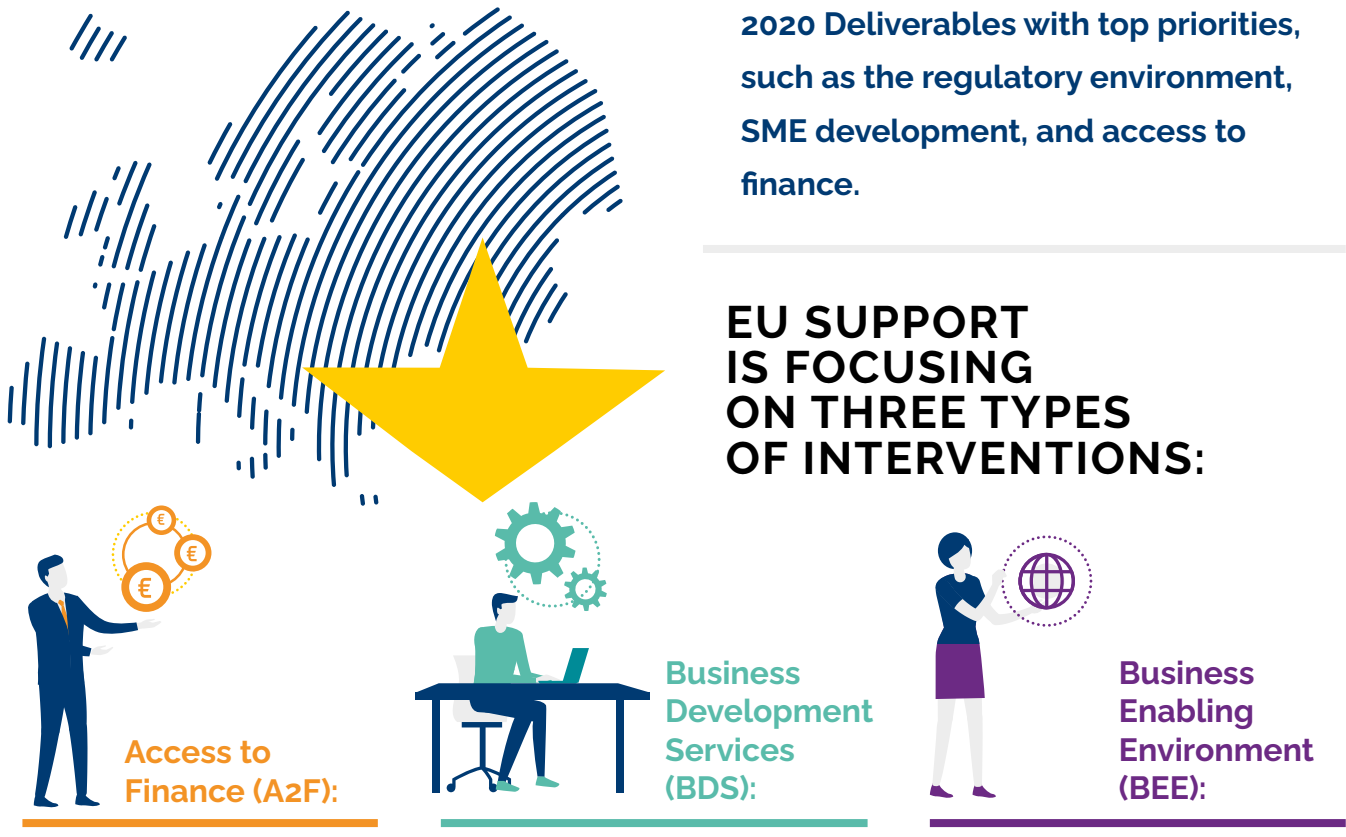 2020 Deliverables with top priorities,
such as the regulatory environment,
SME development, and access to
finance.
EU SUPPORT
IS FOCUSING
ON THREE TYPES
OF INTERVENTIONS:
€
€
€
Access to
Finance (A2F):
Business
Development
Services
(BDS):
Business
Enabling
Environment
(BEE):